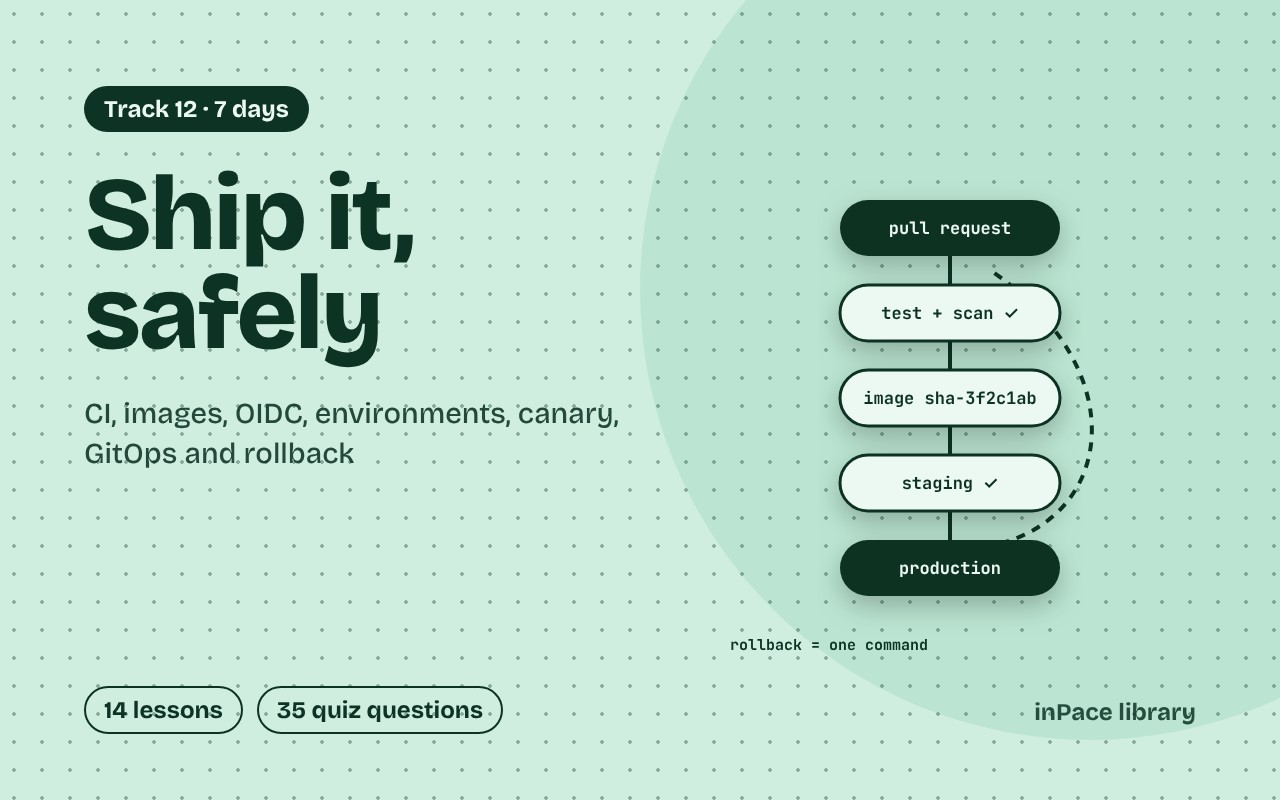 Track 12 · 7 days
Ship it,
safely
CI, images, OIDC, environments, canary,
GitOps and rollback
pull request
test + scan ✓
image sha-3f2c1ab
staging ✓
production
rollback = one command
14 lessons
35 quiz questions
inPace library